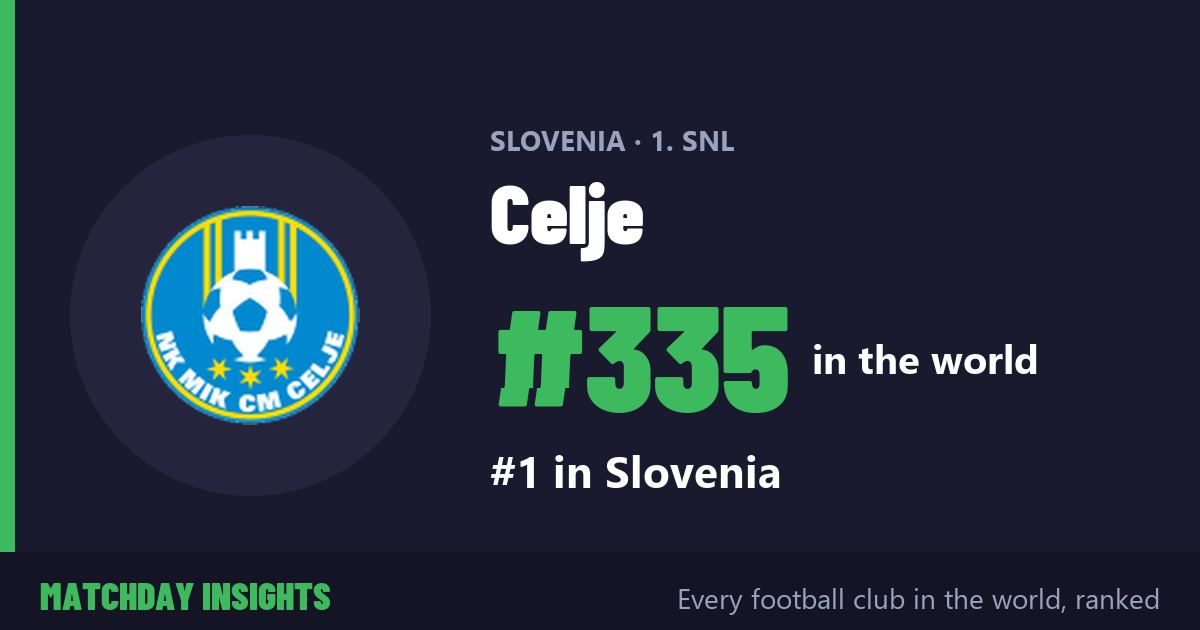 SLOVENIA · 1. SNL
Celje
#335 in the world
#1 in Slovenia
NK MIK CM CELJE
MATCHDAY INSIGHTS
Every football club in the world, ranked